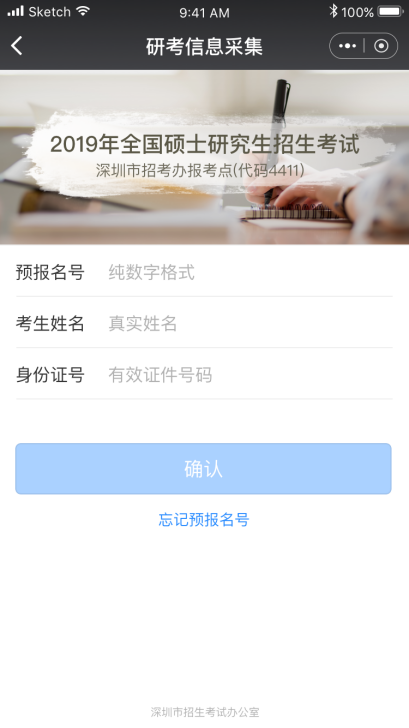 Sketch
9:41 AM
100%
研考信息采集
2019年全国硕士研究生招生考试
深圳市招考办报考点(代码4411)
预报名号 纯数字格式
考生姓名 真实姓名
身份证号 有效证件号码
确认
忘记预报名号
深圳市招生考试办公室